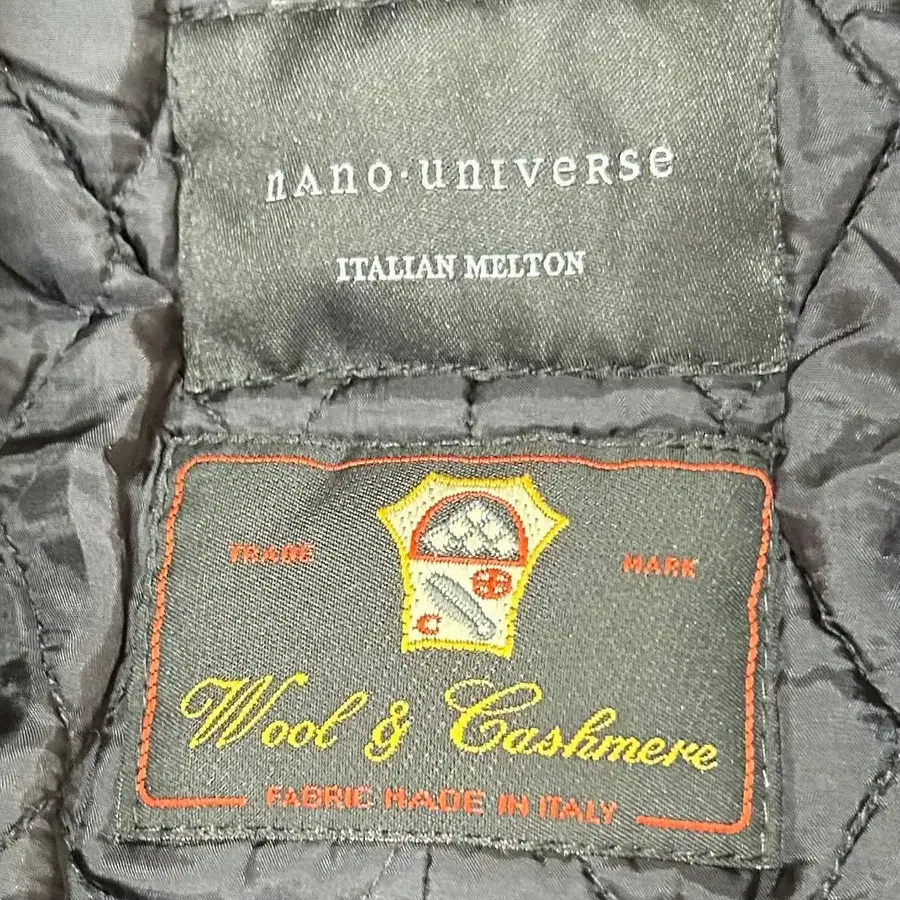 nAno·unIveRse
ITALIAN MELTON
TRADE MARK
Wool & Cashmere
FABRIC MADE IN ITALY